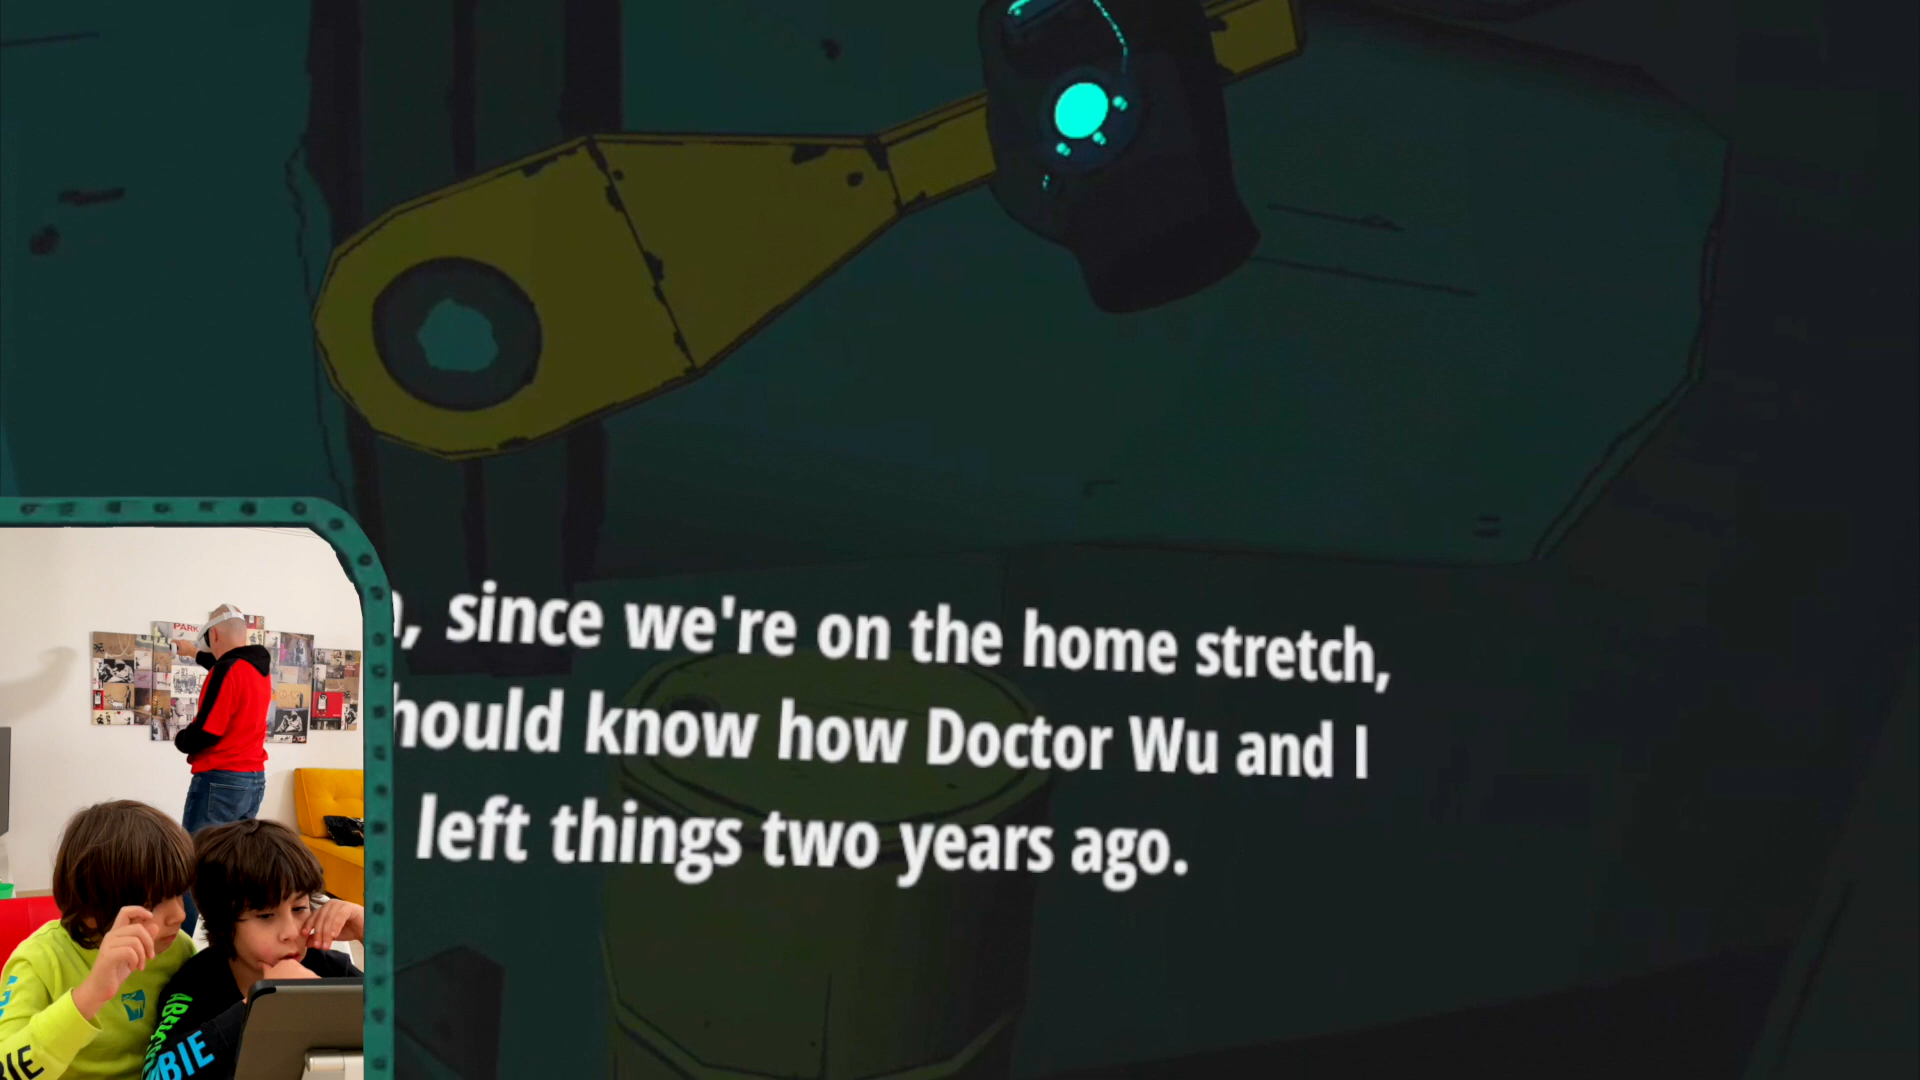 , since we're on the home stretch,
know how Doctor Wu and I
left things two years ago.
PARK
BIE